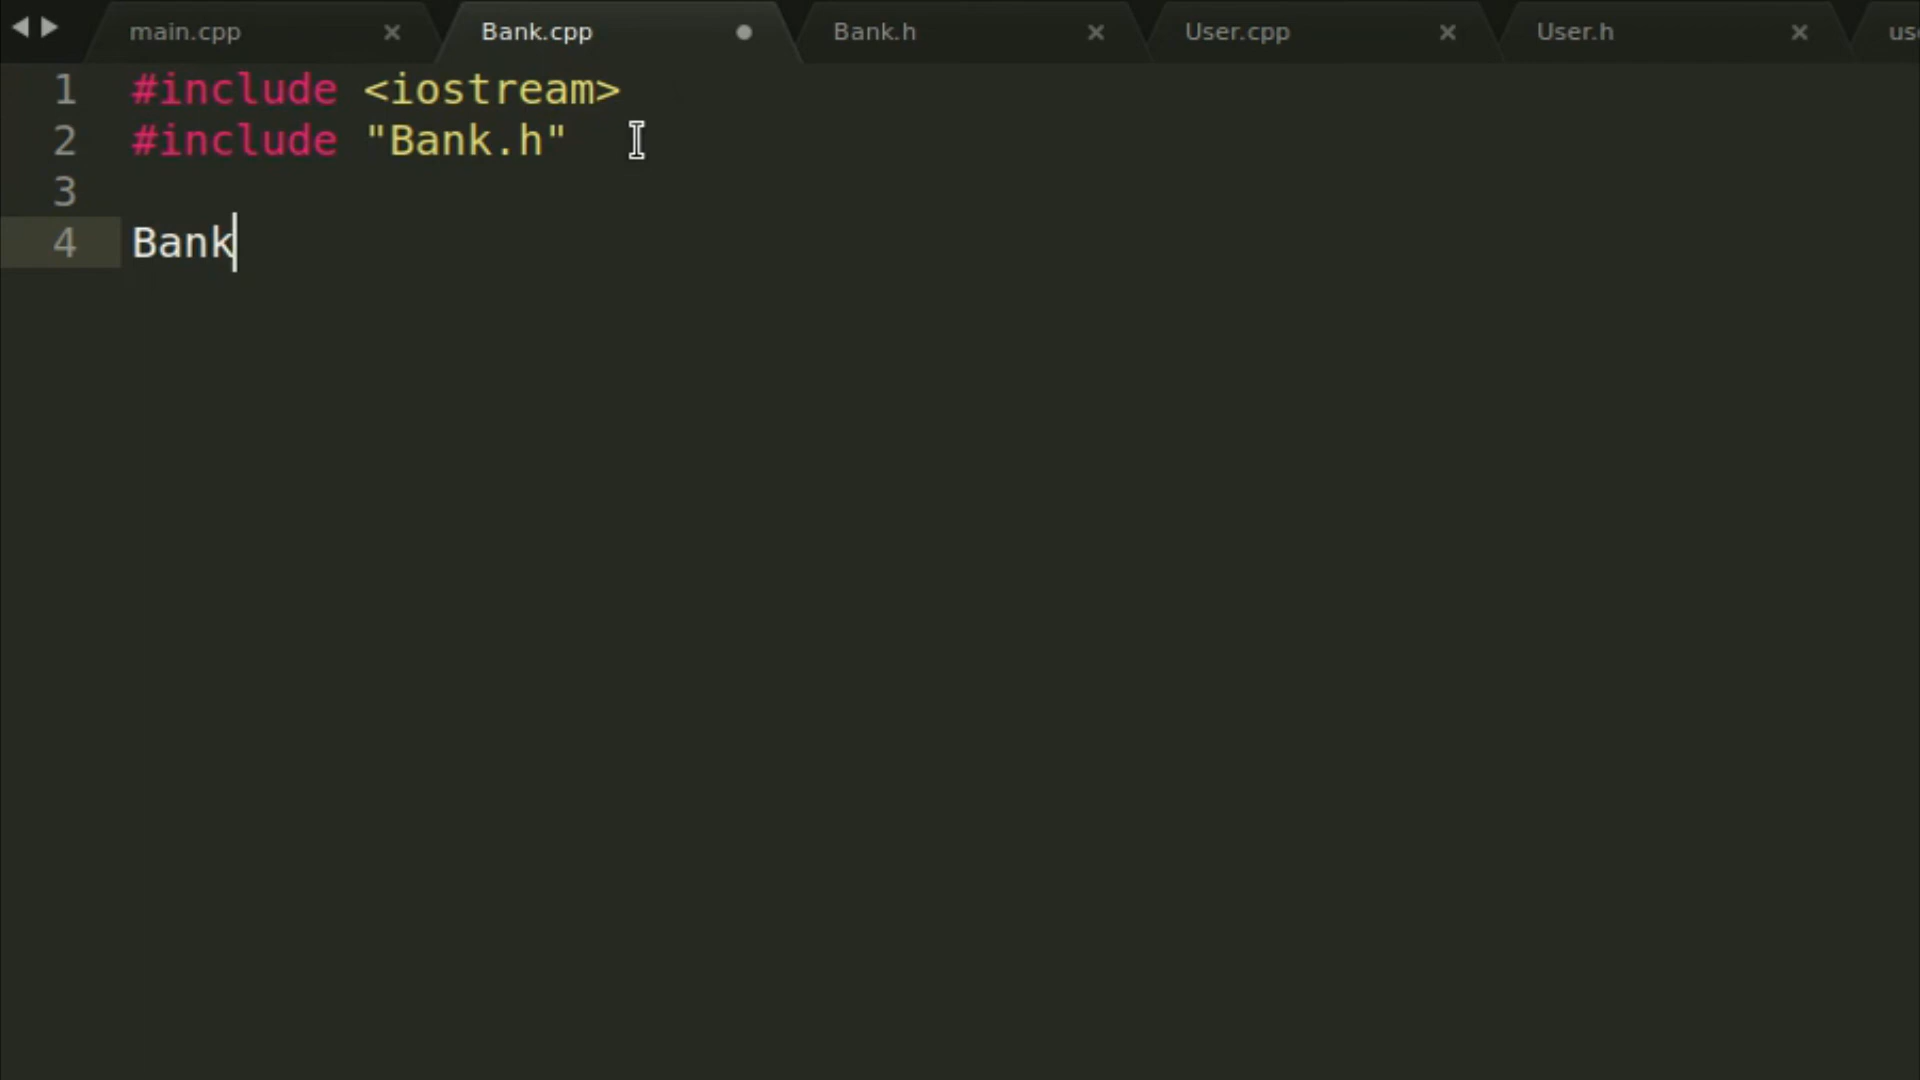 main.cpp Bank.cpp Bank.h User.cpp User.h
1 #include <iostream>
2 #include "Bank.h"
3
4 Bank